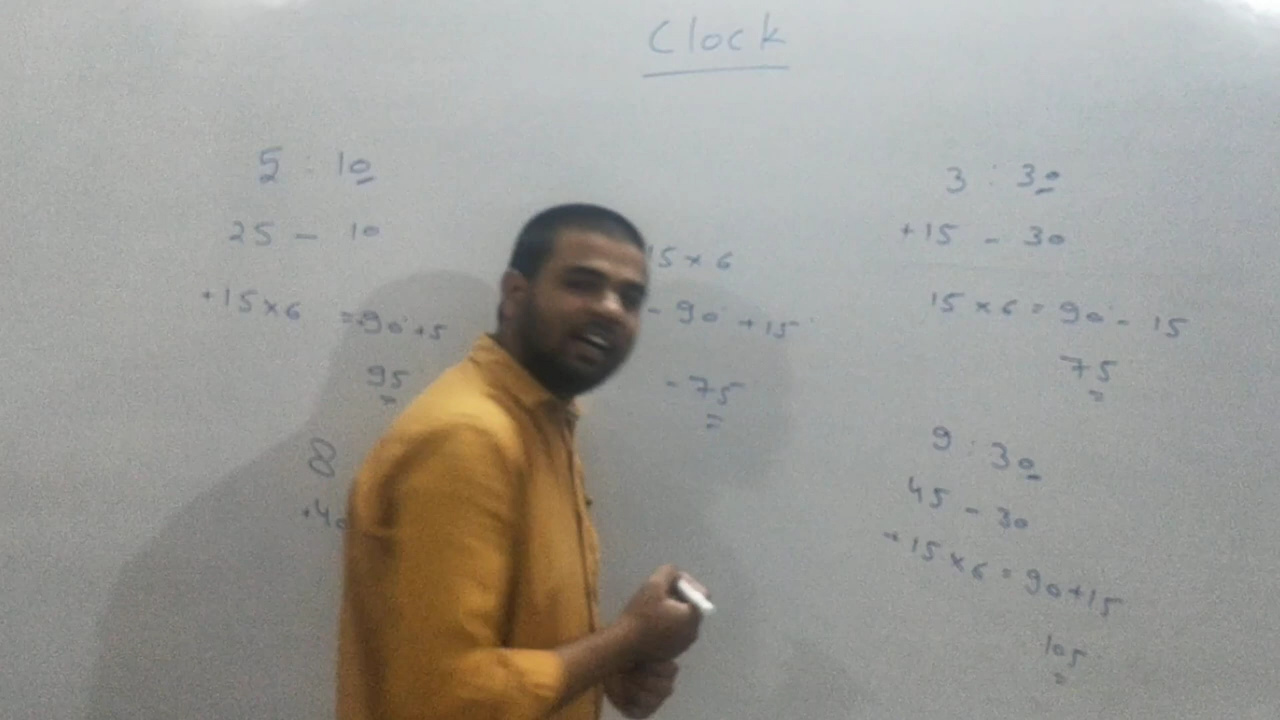 Clock
5 : 10
25 - 10
+15×6 = 90°+5
95
8
+40
15×6
- 90° +15°
- 75
3 : 30
+15 - 30
15×6 = 90° - 15
75
9 : 30
45 - 30
+15×6 = 90+15
105